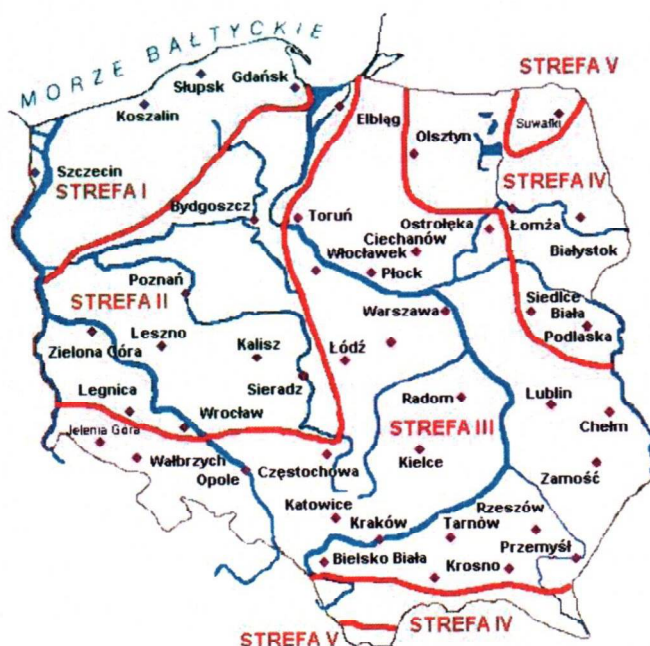 MORZE BAŁTYCKIE
STREFA V
Słupsk
Gdańsk
Koszalin
Elbląg
Olsztyn
Suwałki
Szczecin
STREFA I
STREFA IV
Bydgoszcz
Toruń
Ostrołęka
Łomża
Ciechanów
Włocławek
Białystok
Płock
Poznań
STREFA II
Siedlce
Biała
Podlaska
Warszawa
Leszno
Zielona Góra
Kalisz
Łódź
Sieradz
Legnica
Radom
Lublin
Wrocław
Chełm
STREFA III
Jelenia Góra
Wałbrzych
Opole
Częstochowa
Kielce
Zamość
Katowice
Rzeszów
Kraków
Tarnów
Przemyśł
Bielsko Biała
Krosno
STREFA IV
STREFA V